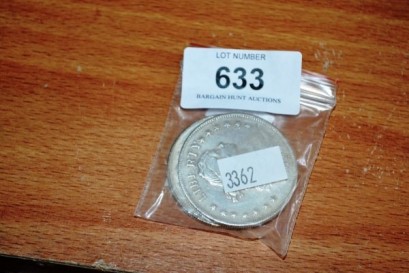 LOT NUMBER
633
BARGAIN HUNT AUCTIONS
3362